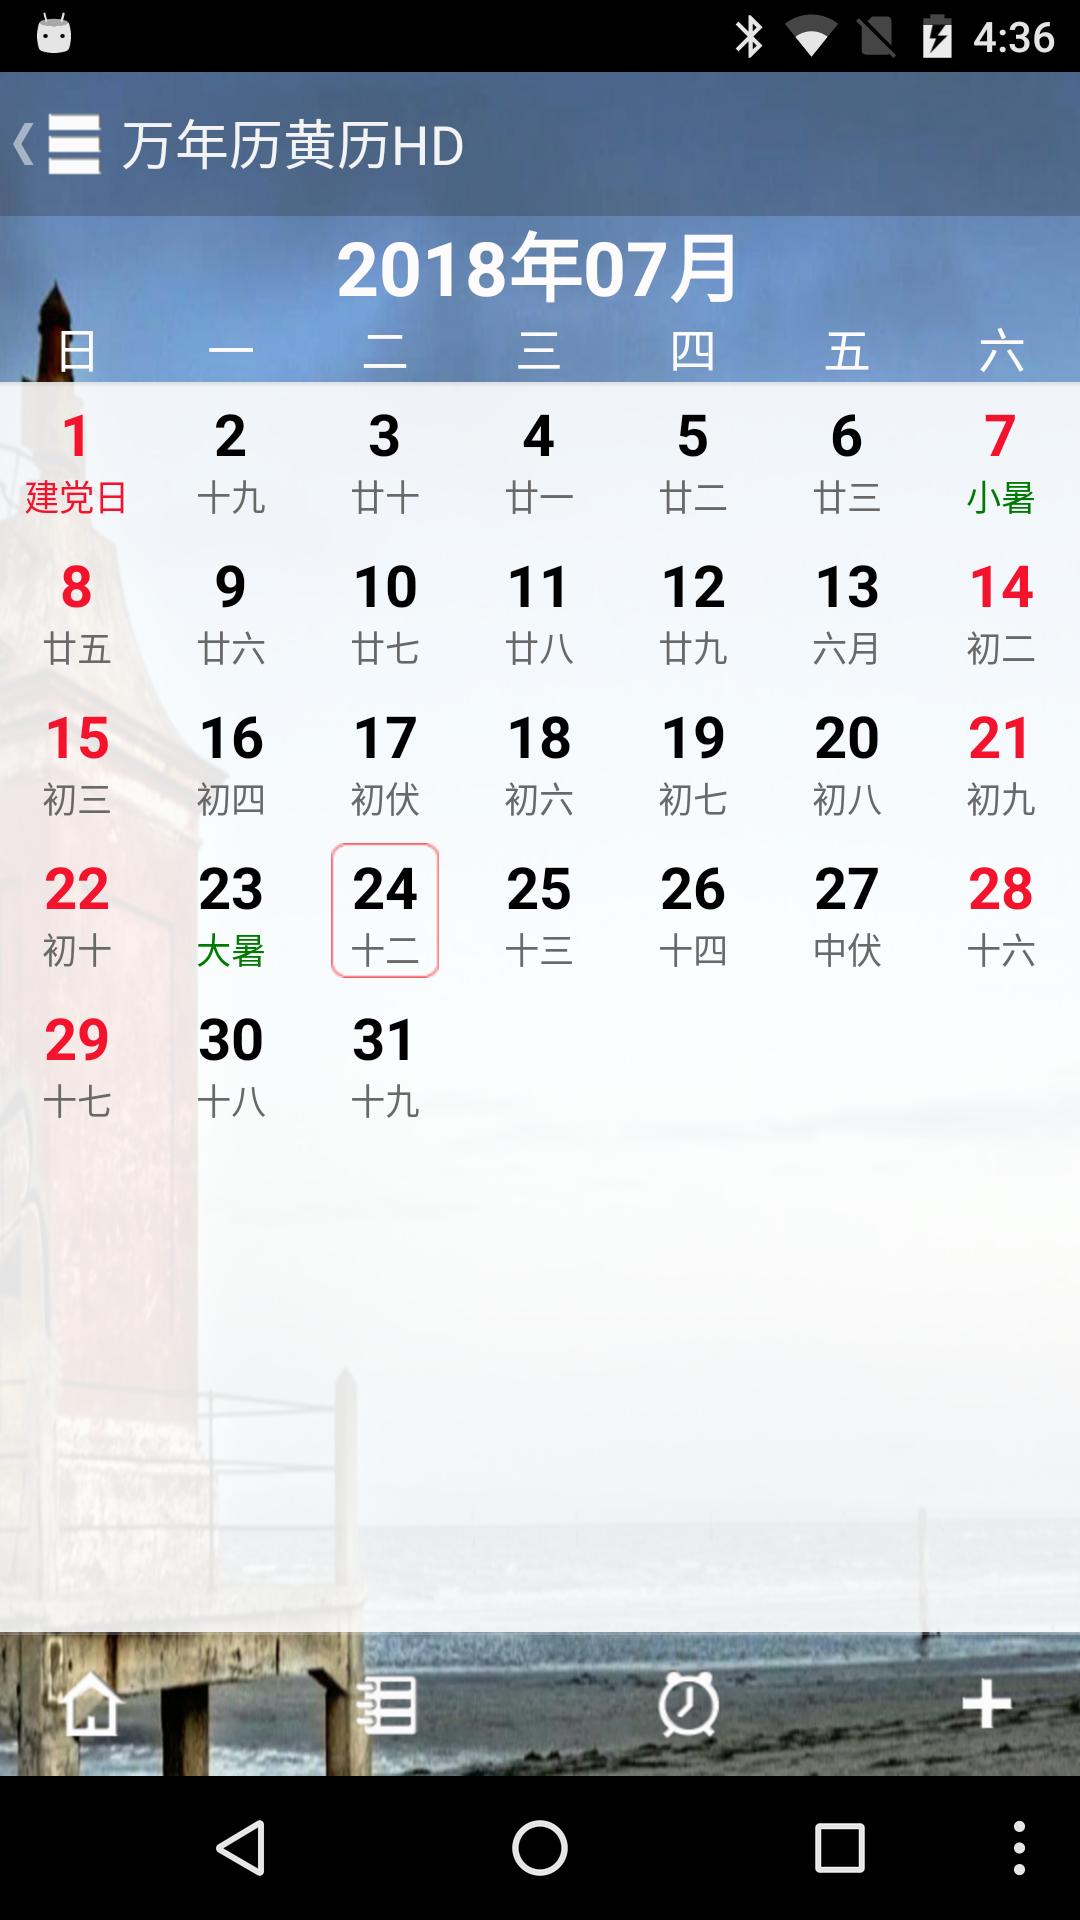 4:36
万年历黄历HD
2018年07月
日 一 二 三 四 五 六
1 2 3 4 5 6 7
建党日 十九 廿十 廿一 廿二 廿三 小暑
8 9 10 11 12 13 14
廿五 廿六 廿七 廿八 廿九 六月 初二
15 16 17 18 19 20 21
初三 初四 初伏 初六 初七 初八 初九
22 23 24 25 26 27 28
初十 大暑 十二 十三 十四 中伏 十六
29 30 31
十七 十八 十九